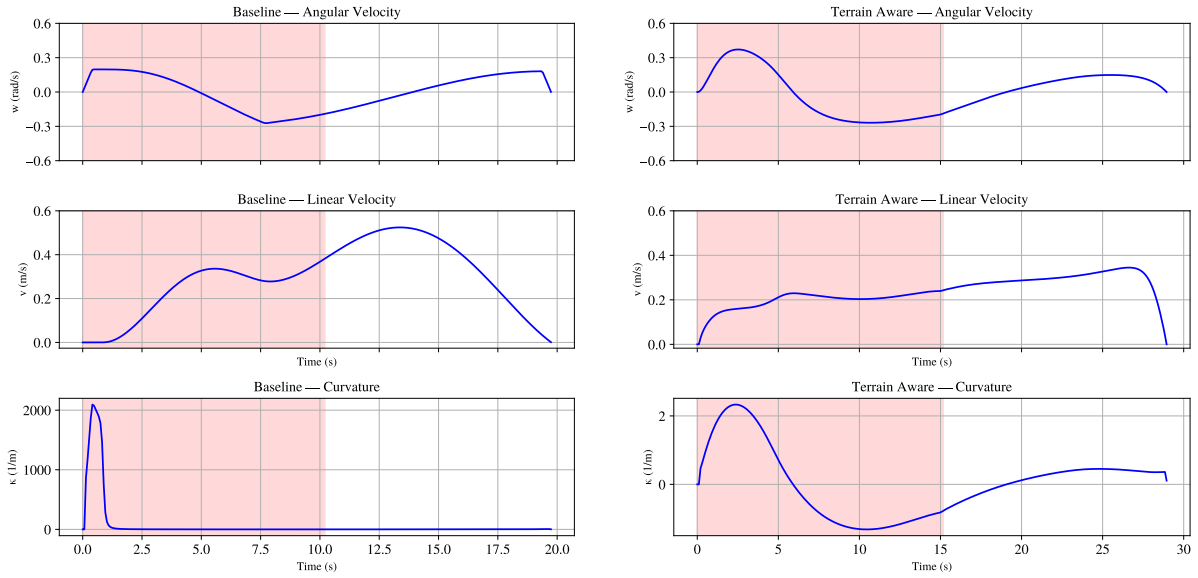 Baseline — Angular Velocity
0.6
0.3
0.0
−0.3
−0.6
w (rad/s)
Terrain Aware — Angular Velocity
0.6
0.3
0.0
−0.3
−0.6
w (rad/s)
Baseline — Linear Velocity
0.6
0.4
0.2
0.0
v (m/s)
Time (s)
Terrain Aware — Linear Velocity
0.6
0.4
0.2
0.0
v (m/s)
Time (s)
Baseline — Curvature
2000
1000
0
κ (1/m)
0.0 2.5 5.0 7.5 10.0 12.5 15.0 17.5 20.0
Time (s)
Terrain Aware — Curvature
2
0
κ (1/m)
0 5 10 15 20 25 30
Time (s)